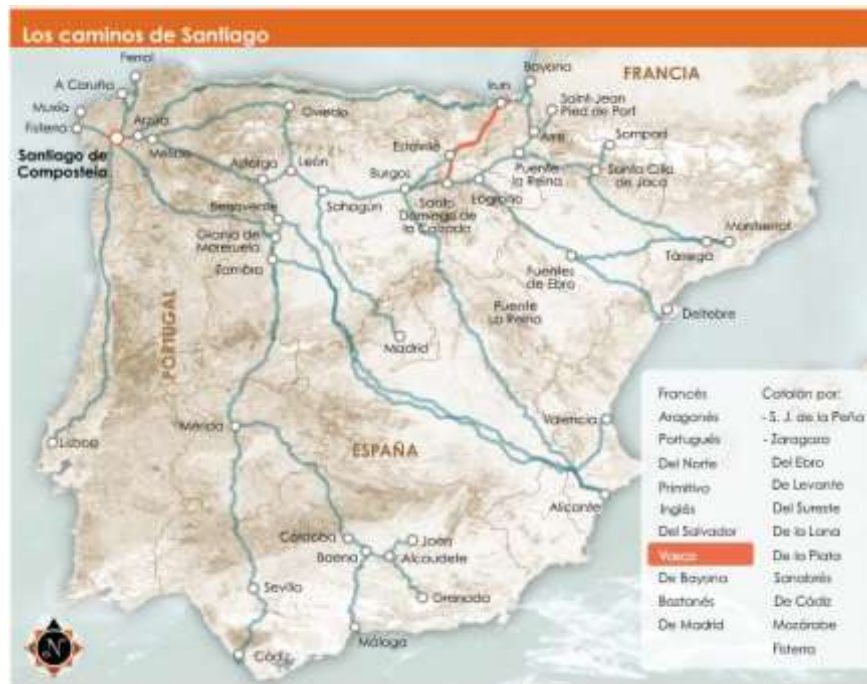 Los caminos de Santiago
Ferrol
A Coruña
Muxía
Fisterra
Arzúa
Melide
Santiago de
Compostela
Oviedo
Irun
Bayona
FRANCIA
Saint-Jean
Pied de Port
Somport
Astorga
León
Burgos
Puente
la Reina
Santa Cilia
de Jaca
Sahagún
Santo
Domingo de
la Calzada
Logroño
Benavente
Granja de
Moreruela
Zamora
Montserrat
Tàrrega
Fuentes
de Ebro
Puente
La Reina
Deltebre
PORTUGAL
Madrid
Lisboa
Mérida
ESPAÑA
Valencia
Alicante
Córdoba
Baena
Jaén
Alcaudete
Granada
Sevilla
Málaga
Cádiz
N
Francés
Aragonés
Portugués
Del Norte
Primitivo
Inglés
Del Salvador
Vasco
De Bayona
Baztanés
De Madrid
Catalán por:
- S. J. de la Peña
- Zaragoza
Del Ebro
De Levante
Del Sureste
De la Lana
De la Plata
Sanabrés
De Cádiz
Mozárabe
Fisterra